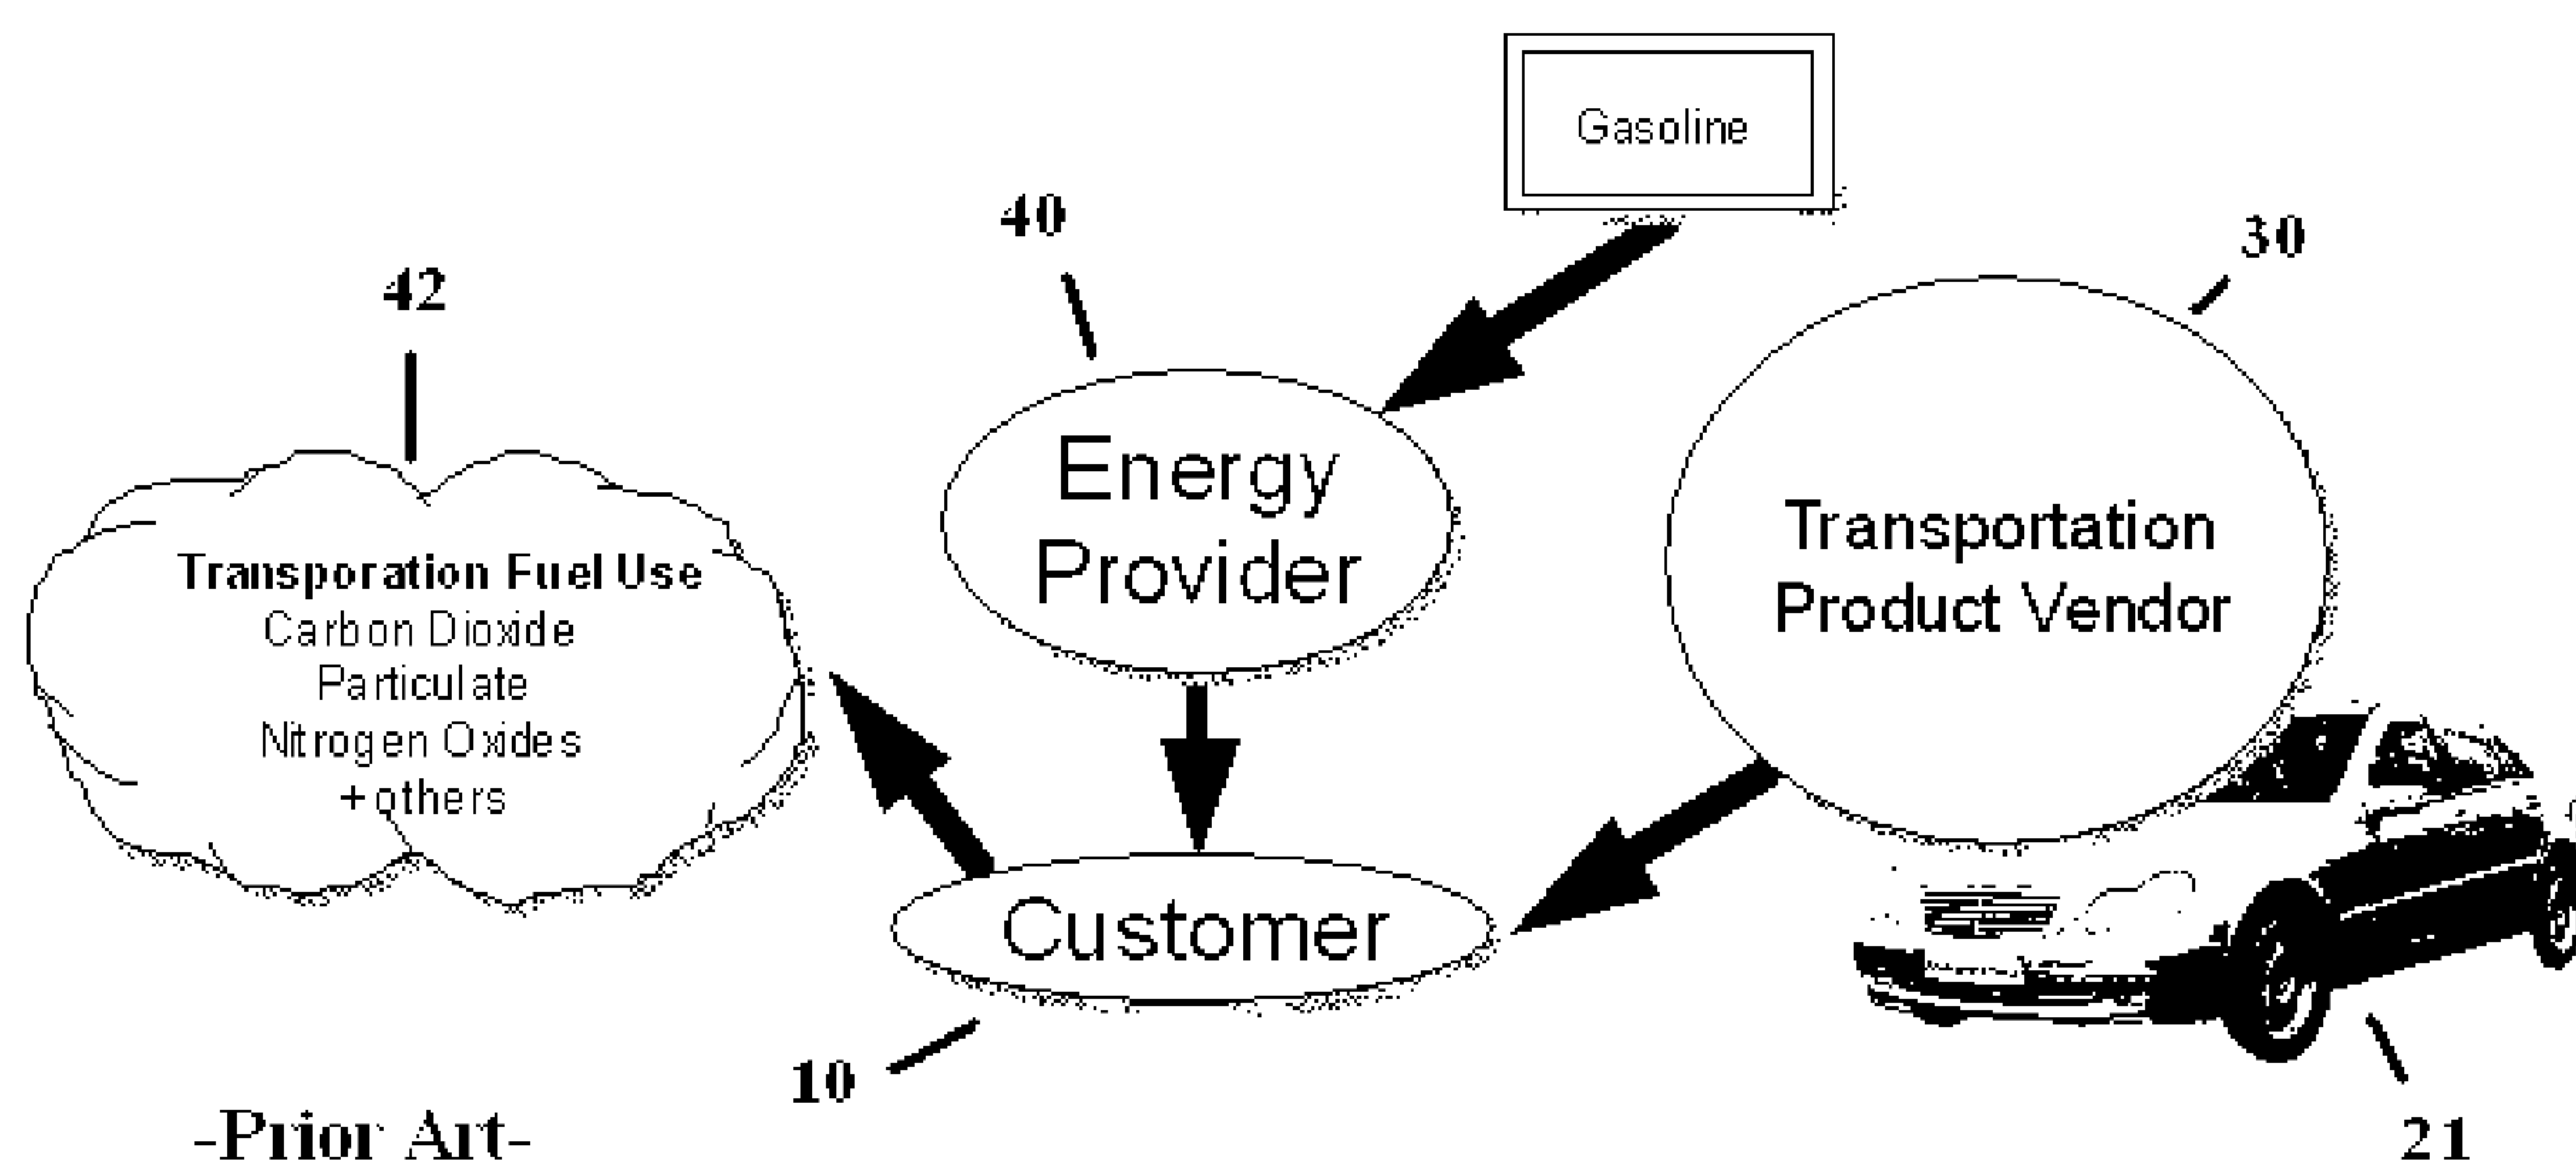 Gasoline
40
30
42
Energy
Provider
Transportation
Product Vendor
Transporation Fuel Use
Carbon Dioxide
Particulate
Nitrogen Oxides
+others
Customer
10
-Prior Art-
21